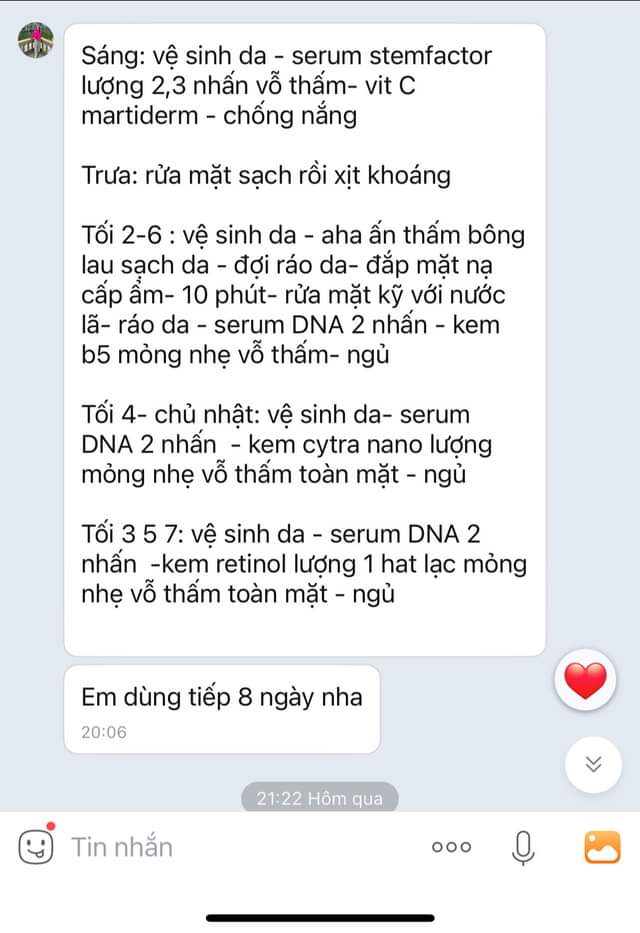 Sáng: vệ sinh da - serum stemfactor
lượng 2,3 nhấn vỗ thấm- vit C
martiderm - chống nắng
Trưa: rửa mặt sạch rồi xịt khoáng
Tối 2-6 : vệ sinh da - aha ấn thấm bông
lau sạch da - đợi ráo da- đắp mặt nạ
cấp ẩm- 10 phút- rửa mặt kỹ với nước
lã- ráo da - serum DNA 2 nhấn - kem
b5 mỏng nhẹ vỗ thấm- ngủ
Tối 4- chủ nhật: vệ sinh da- serum
DNA 2 nhấn  - kem cytra nano lượng
mỏng nhẹ vỗ thấm toàn mặt - ngủ
Tối 3 5 7: vệ sinh da - serum DNA 2
nhấn  -kem retinol lượng 1 hat lạc mỏng
nhẹ vỗ thấm toàn mặt - ngủ
Em dùng tiếp 8 ngày nha
20:06
21:22 Hôm qua
Tin nhắn